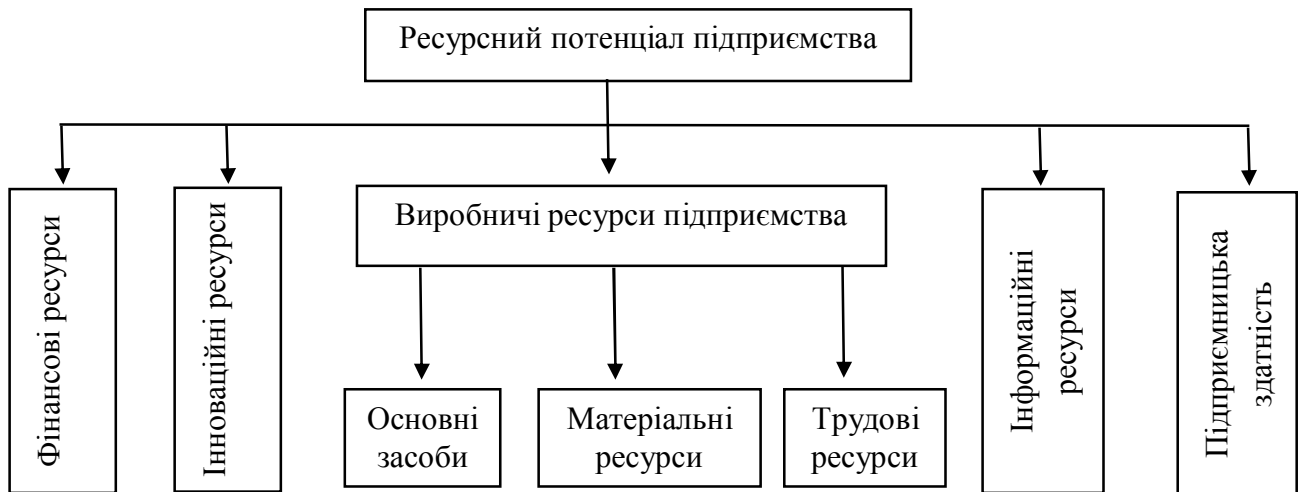 Ресурсний потенціал підприємства
Фінансові ресурси
Інноваційні ресурси
Виробничі ресурси підприємства
Основні
засоби
Матеріальні
ресурси
Трудові
ресурси
Інформаційні
ресурси
Підприємницька
здатність